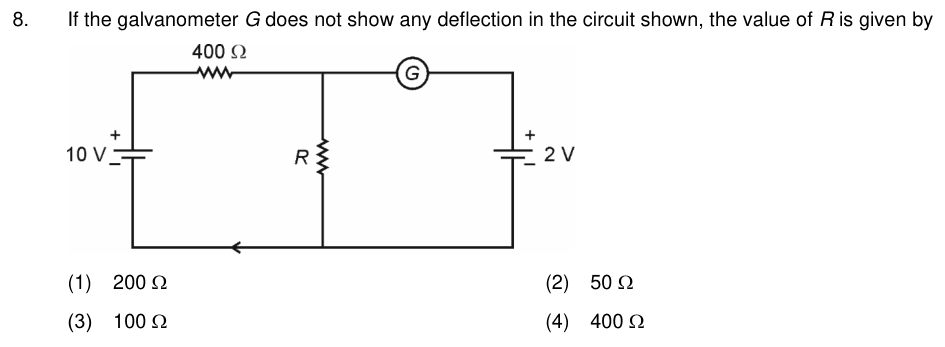 8. If the galvanometer G does not show any deflection in the circuit shown, the value of R is given by
400 Ω
G
+
10 V
−
R
+
2 V
−
(1) 200 Ω (2) 50 Ω
(3) 100 Ω (4) 400 Ω